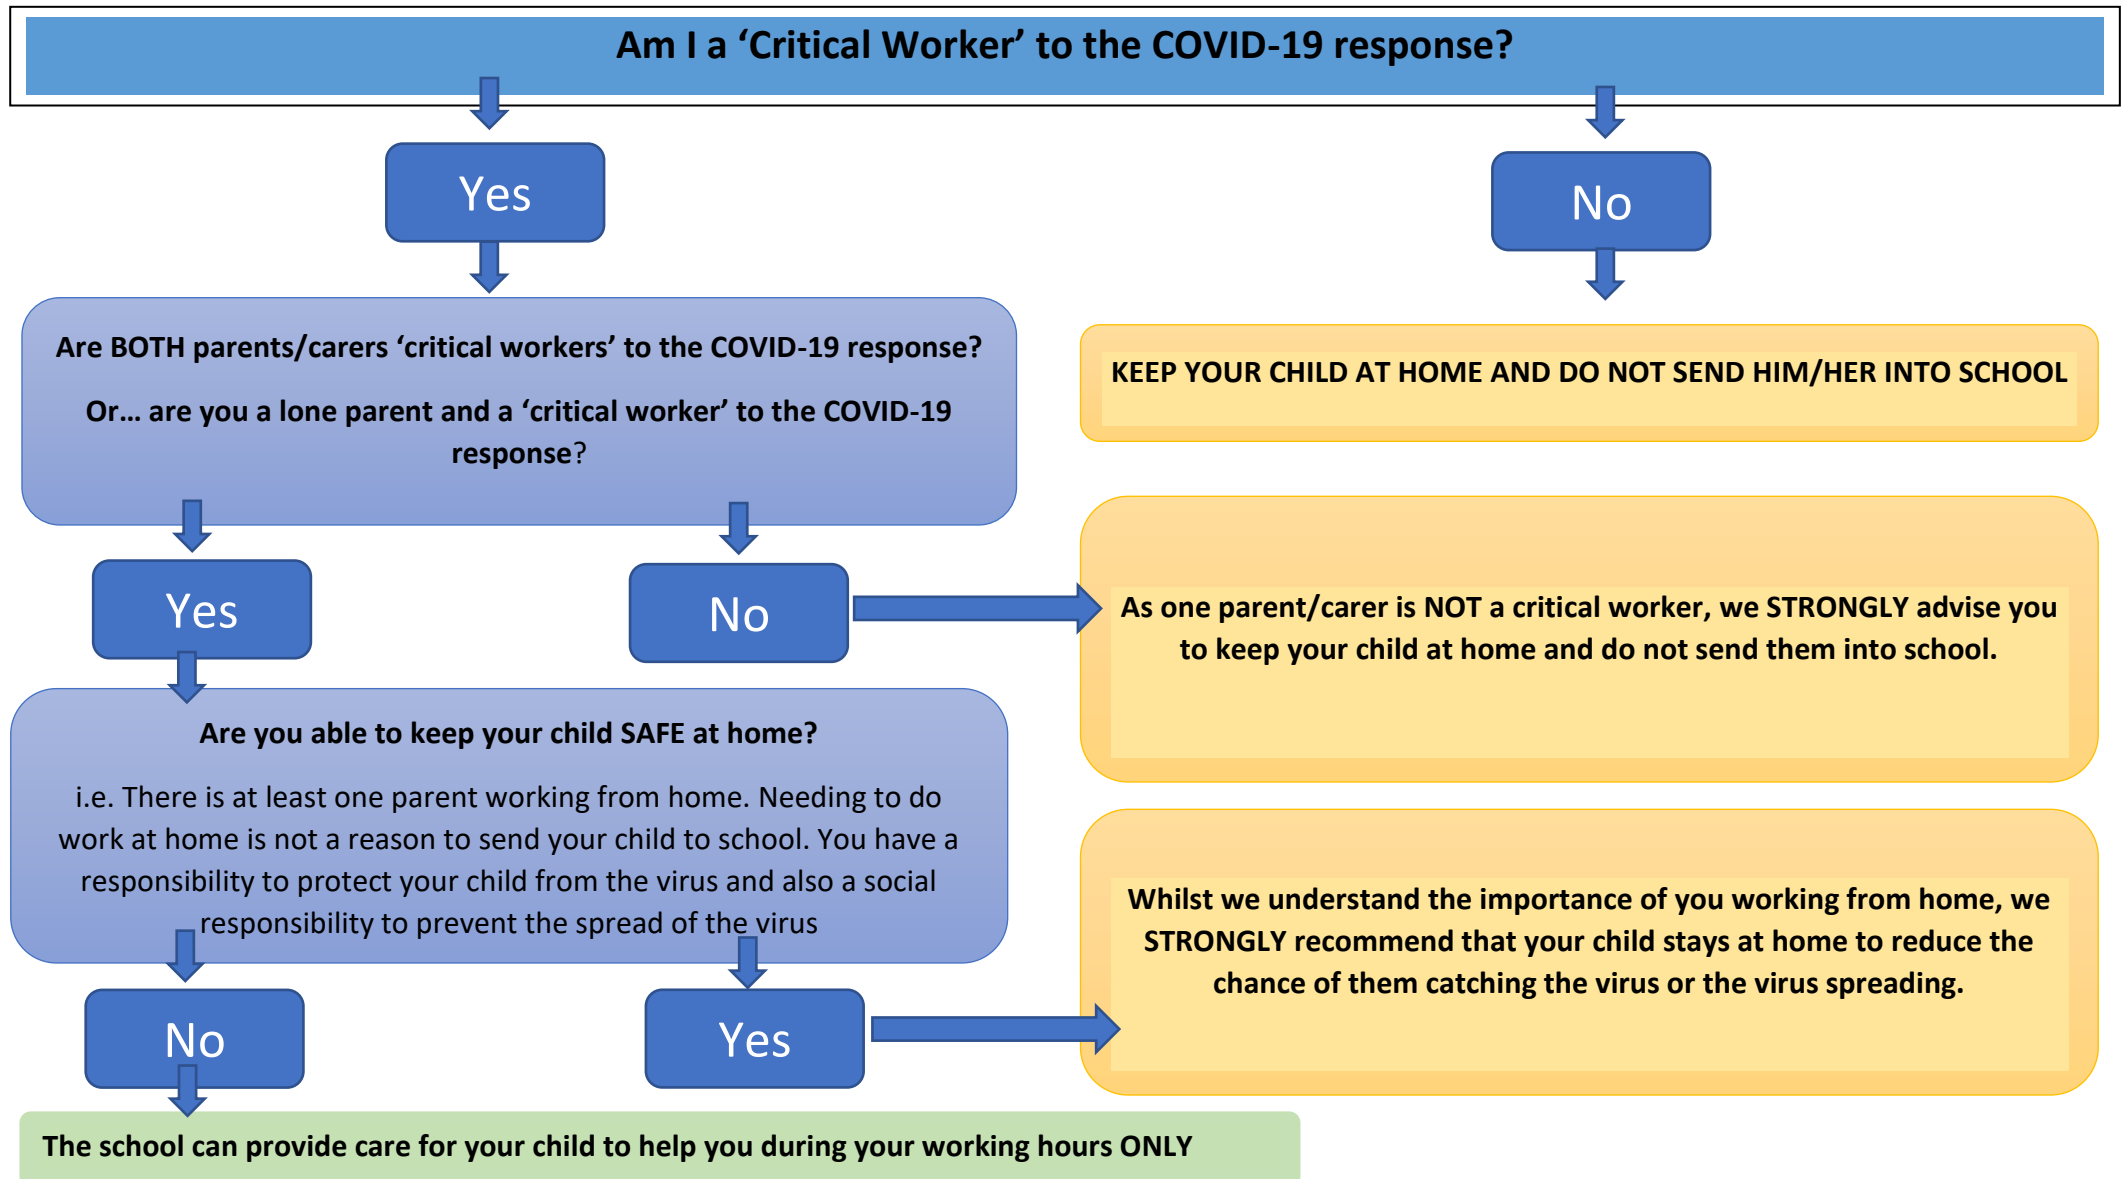 Am I a ‘Critical Worker’ to the COVID-19 response?
Yes
No
Are BOTH parents/carers ‘critical workers’ to the COVID-19 response?
Or... are you a lone parent and a ‘critical worker’ to the COVID-19
response?
KEEP YOUR CHILD AT HOME AND DO NOT SEND HIM/HER INTO SCHOOL
Yes
No
As one parent/carer is NOT a critical worker, we STRONGLY advise you
to keep your child at home and do not send them into school.
Are you able to keep your child SAFE at home?
i.e. There is at least one parent working from home. Needing to do
work at home is not a reason to send your child to school. You have a
responsibility to protect your child from the virus and also a social
responsibility to prevent the spread of the virus
Whilst we understand the importance of you working from home, we
STRONGLY recommend that your child stays at home to reduce the
chance of them catching the virus or the virus spreading.
No
Yes
The school can provide care for your child to help you during your working hours ONLY